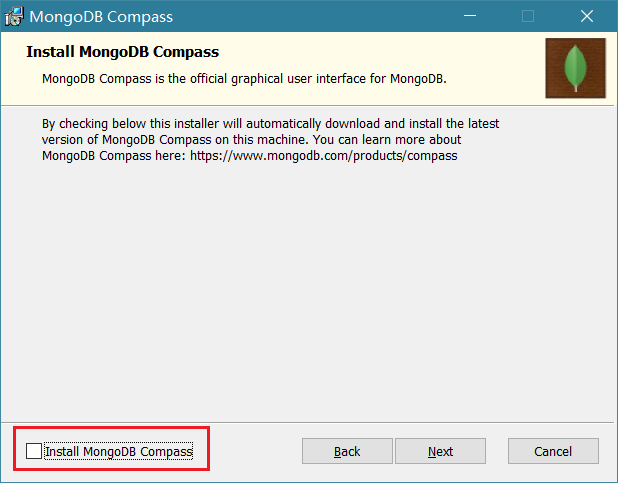 MongoDB Compass
Install MongoDB Compass
MongoDB Compass is the official graphical user interface for MongoDB.
By checking below this installer will automatically download and install the latest
version of MongoDB Compass on this machine. You can learn more about
MongoDB Compass here: https://www.mongodb.com/products/compass
Install MongoDB Compass
Back
Next
Cancel